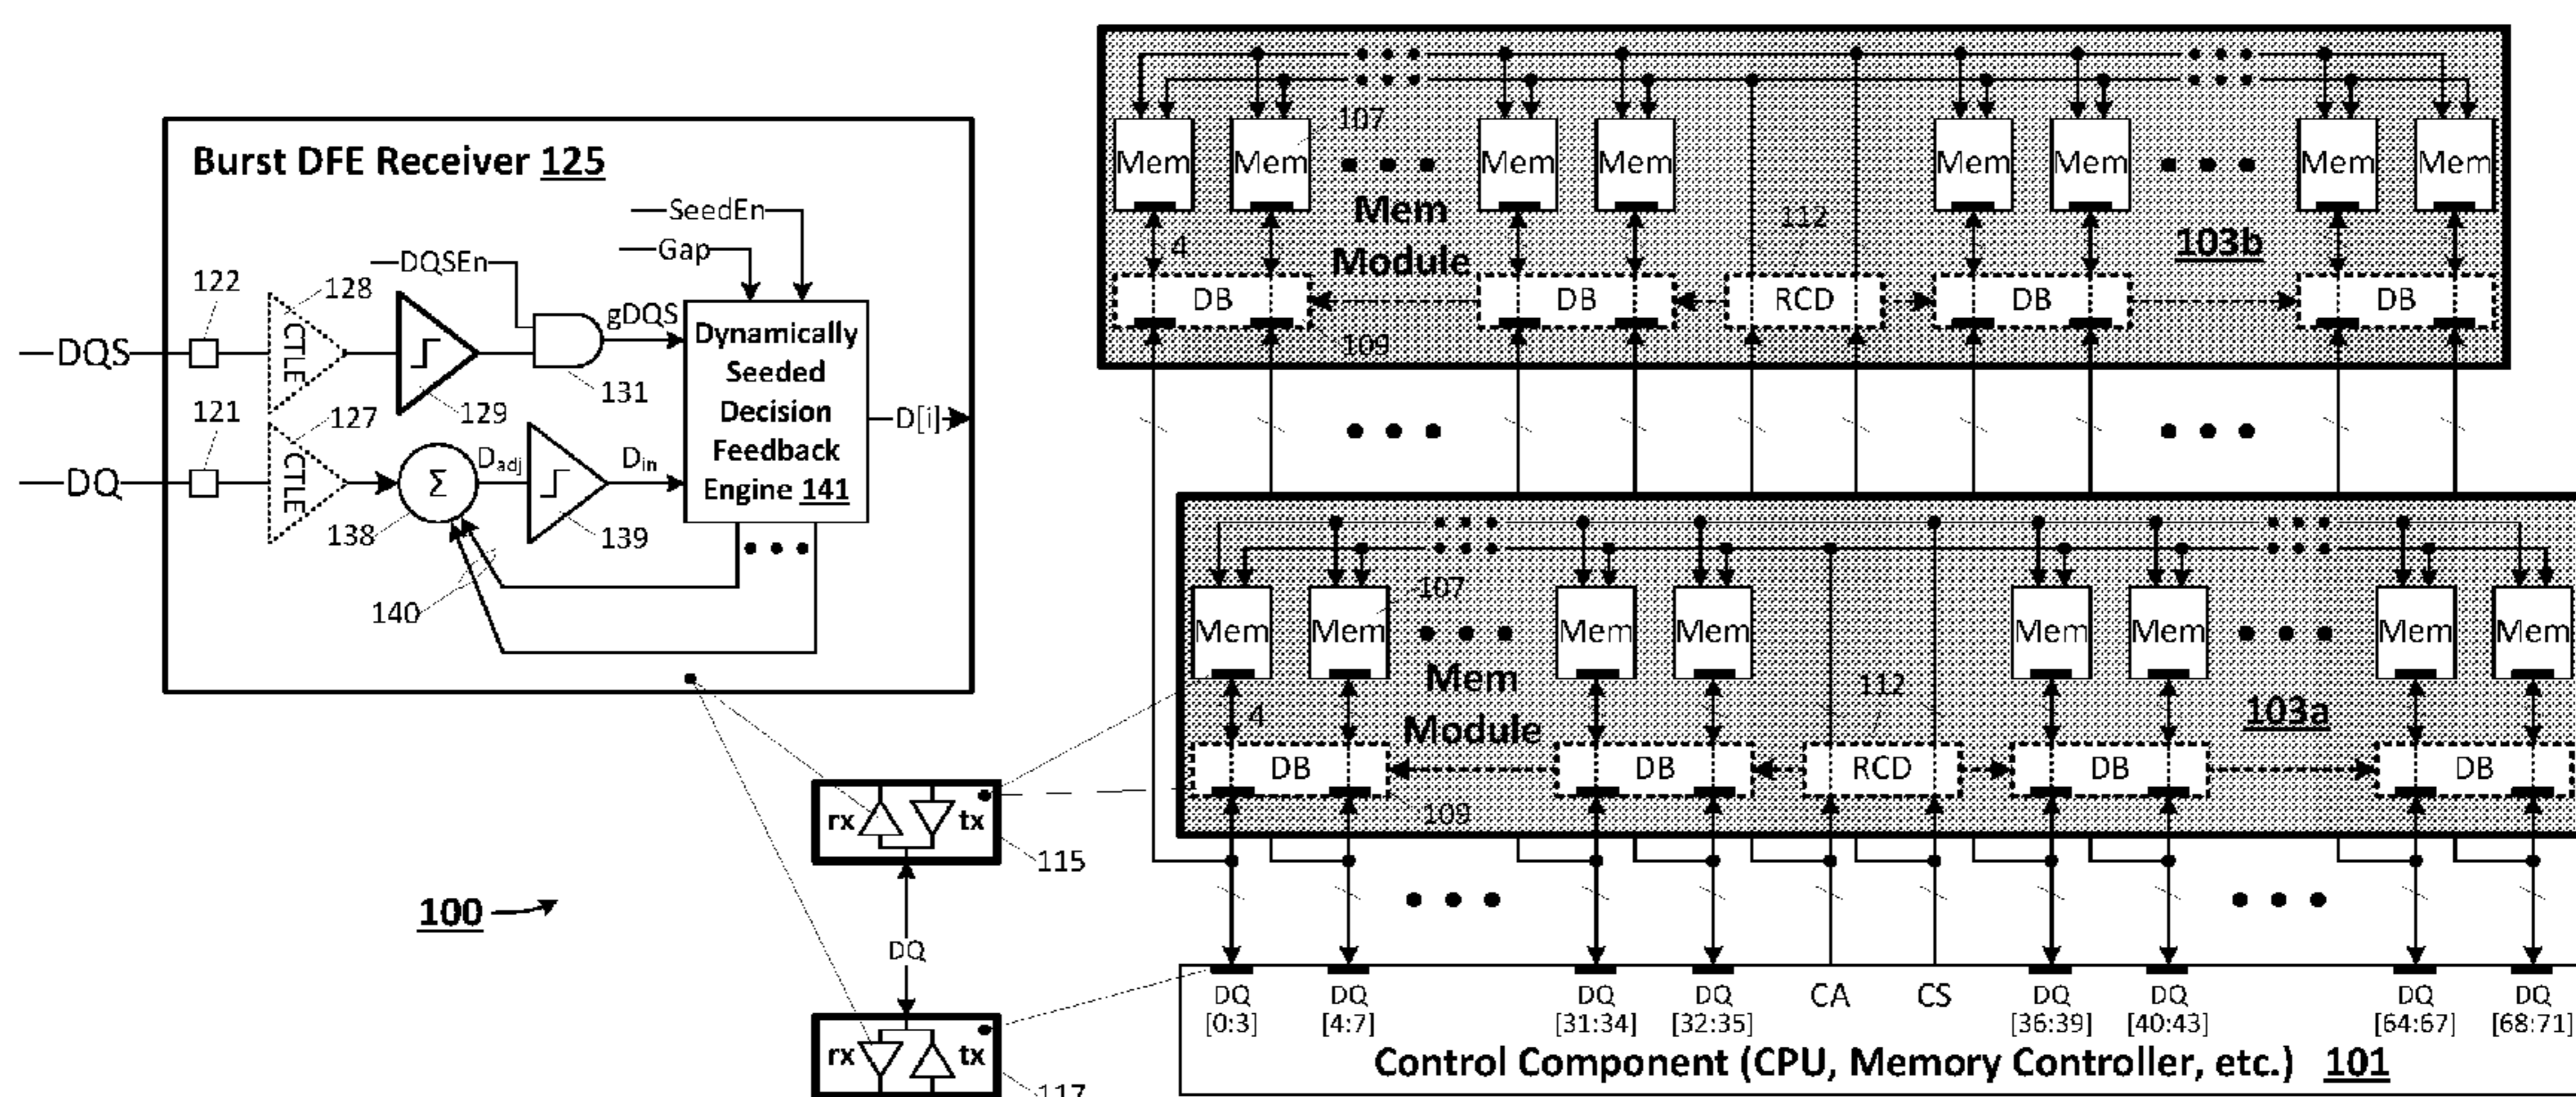 Burst DFE Receiver 125
SeedEn
Gap
DQSEn
122
128
gDQS
DQS
CTLE
129
131
121
127
DQ
CTLE
Dadj
Din
138
139
140
Σ
Dynamically
Seeded
Decision
Feedback
Engine 141
D[i]
107
Mem Mem Mem Mem Mem Mem Mem Mem
Mem
Module
112
103b
4
DB DB RCD DB DB
109
107
Mem Mem Mem Mem Mem Mem Mem Mem
Mem
Module
112
103a
4
DB DB RCD DB DB
109
rx tx
115
100
DQ
rx tx
117
DQ DQ DQ DQ CA CS DQ DQ DQ DQ
[0:3] [4:7] [31:34] [32:35] [36:39] [40:43] [64:67] [68:71]
Control Component (CPU, Memory Controller, etc.) 101